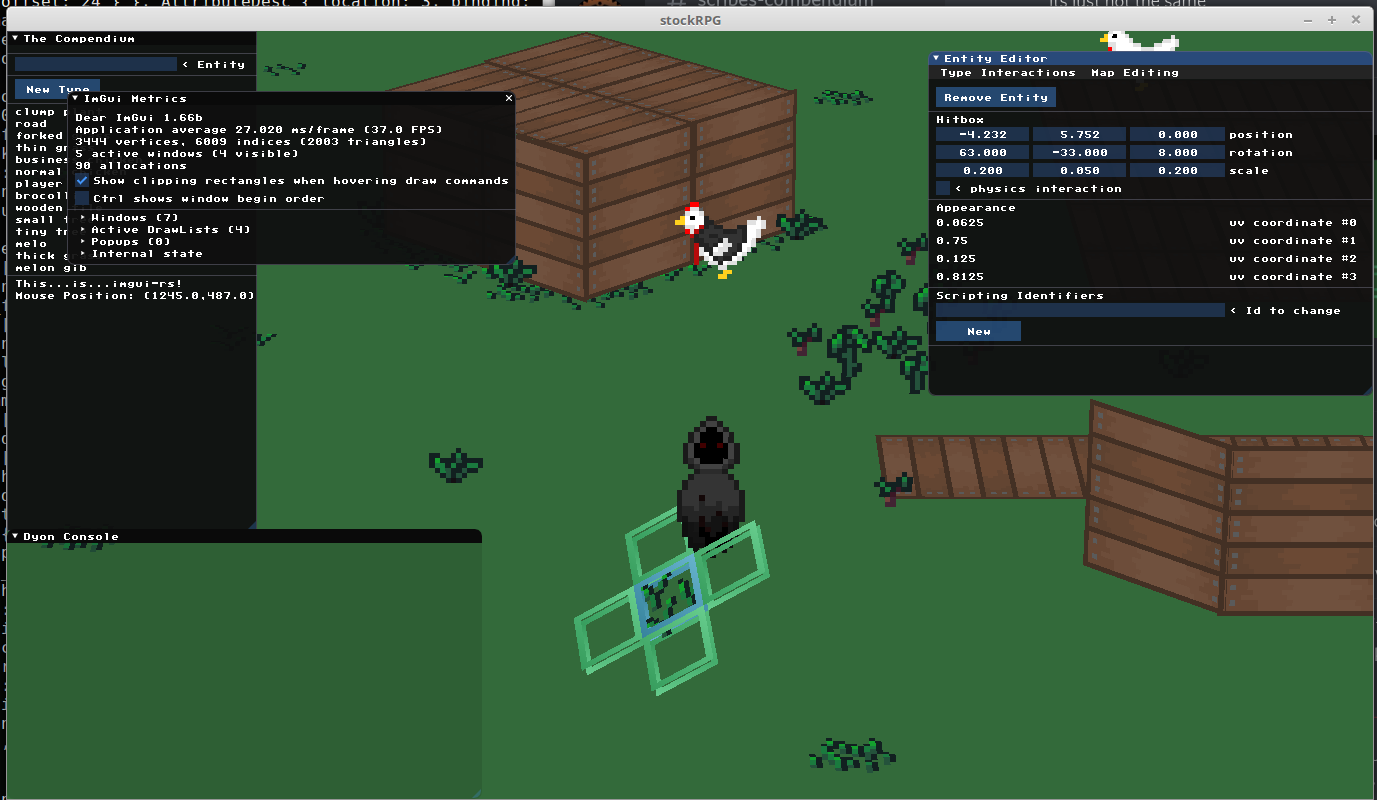 offset: 24 } }, AttributeDesc { location: 3, binding:
# scribes-compendium
its just not the same
stockRPG
The Compendium
< Entity
New Type
clump
road
forked
thin
normal
player
wooden
small
tiny
melo
thick
melon gib
This...is...imgui-rs!
Mouse Position: (1245.0,487.0)
ImGui Metrics
Dear ImGui 1.66b
Application average 27.020 ms/frame (37.0 FPS)
3444 vertices, 6009 indices (2003 triangles)
5 active windows (4 visible)
90 allocations
Show clipping rectangles when hovering draw commands
Ctrl shows window begin order
Windows (7)
Active DrawLists (4)
Popups (0)
Internal state
Entity Editor
Type Interactions Map Editing
Remove Entity
Hitbox
-4.232 5.752 0.000 position
63.000 -33.000 8.000 rotation
0.200 0.050 0.200 scale
< physics interaction
Appearance
0.0625 uv coordinate #0
0.75 uv coordinate #1
0.125 uv coordinate #2
0.8125 uv coordinate #3
Scripting Identifiers
< Id to change
New
Dyon Console